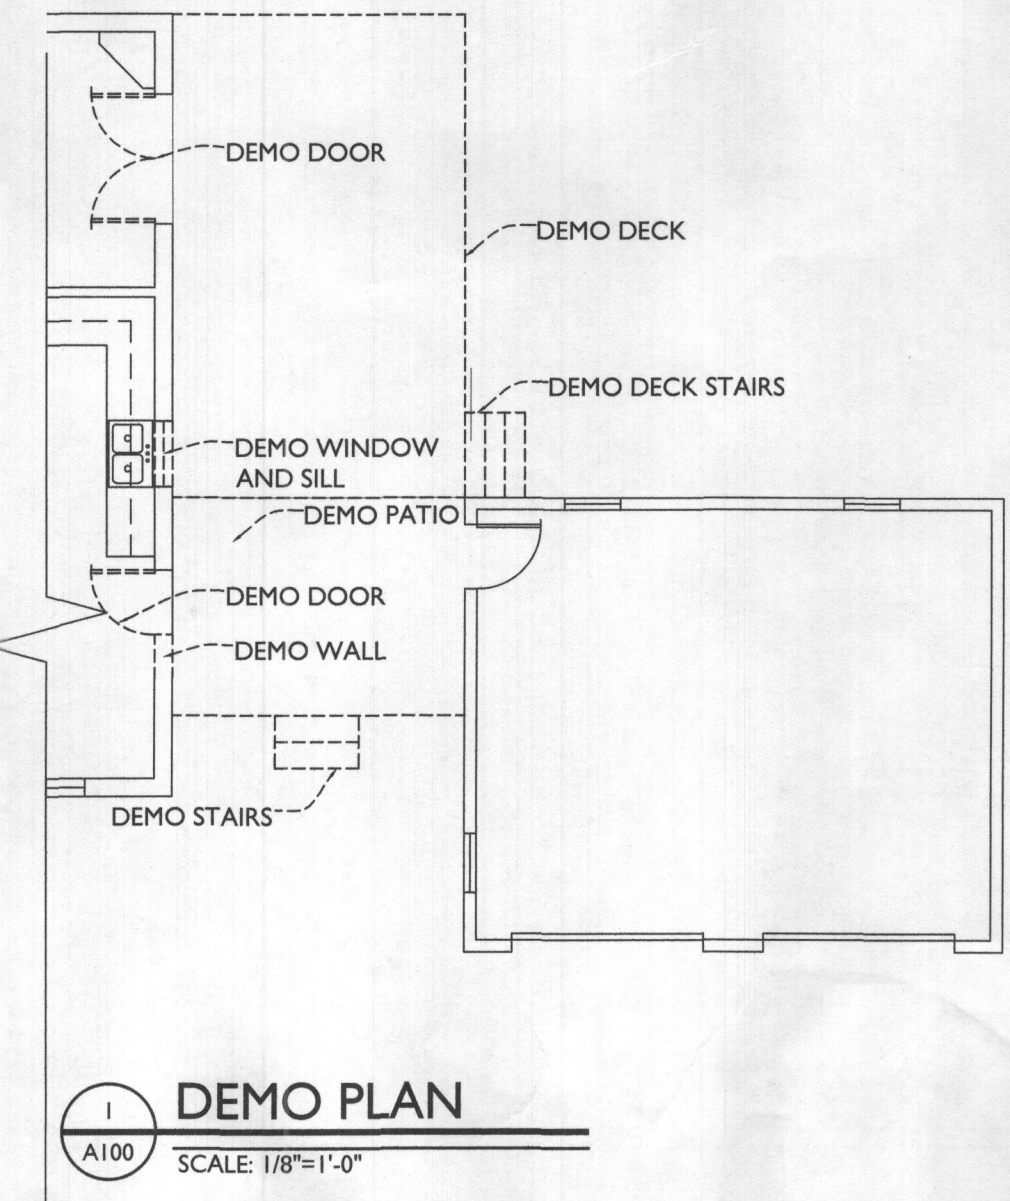 DEMO DOOR
DEMO DECK
DEMO DECK STAIRS
DEMO WINDOW
AND SILL
DEMO PATIO
DEMO DOOR
DEMO WALL
DEMO STAIRS
1
A100
DEMO PLAN
SCALE: 1/8"=1'-0"